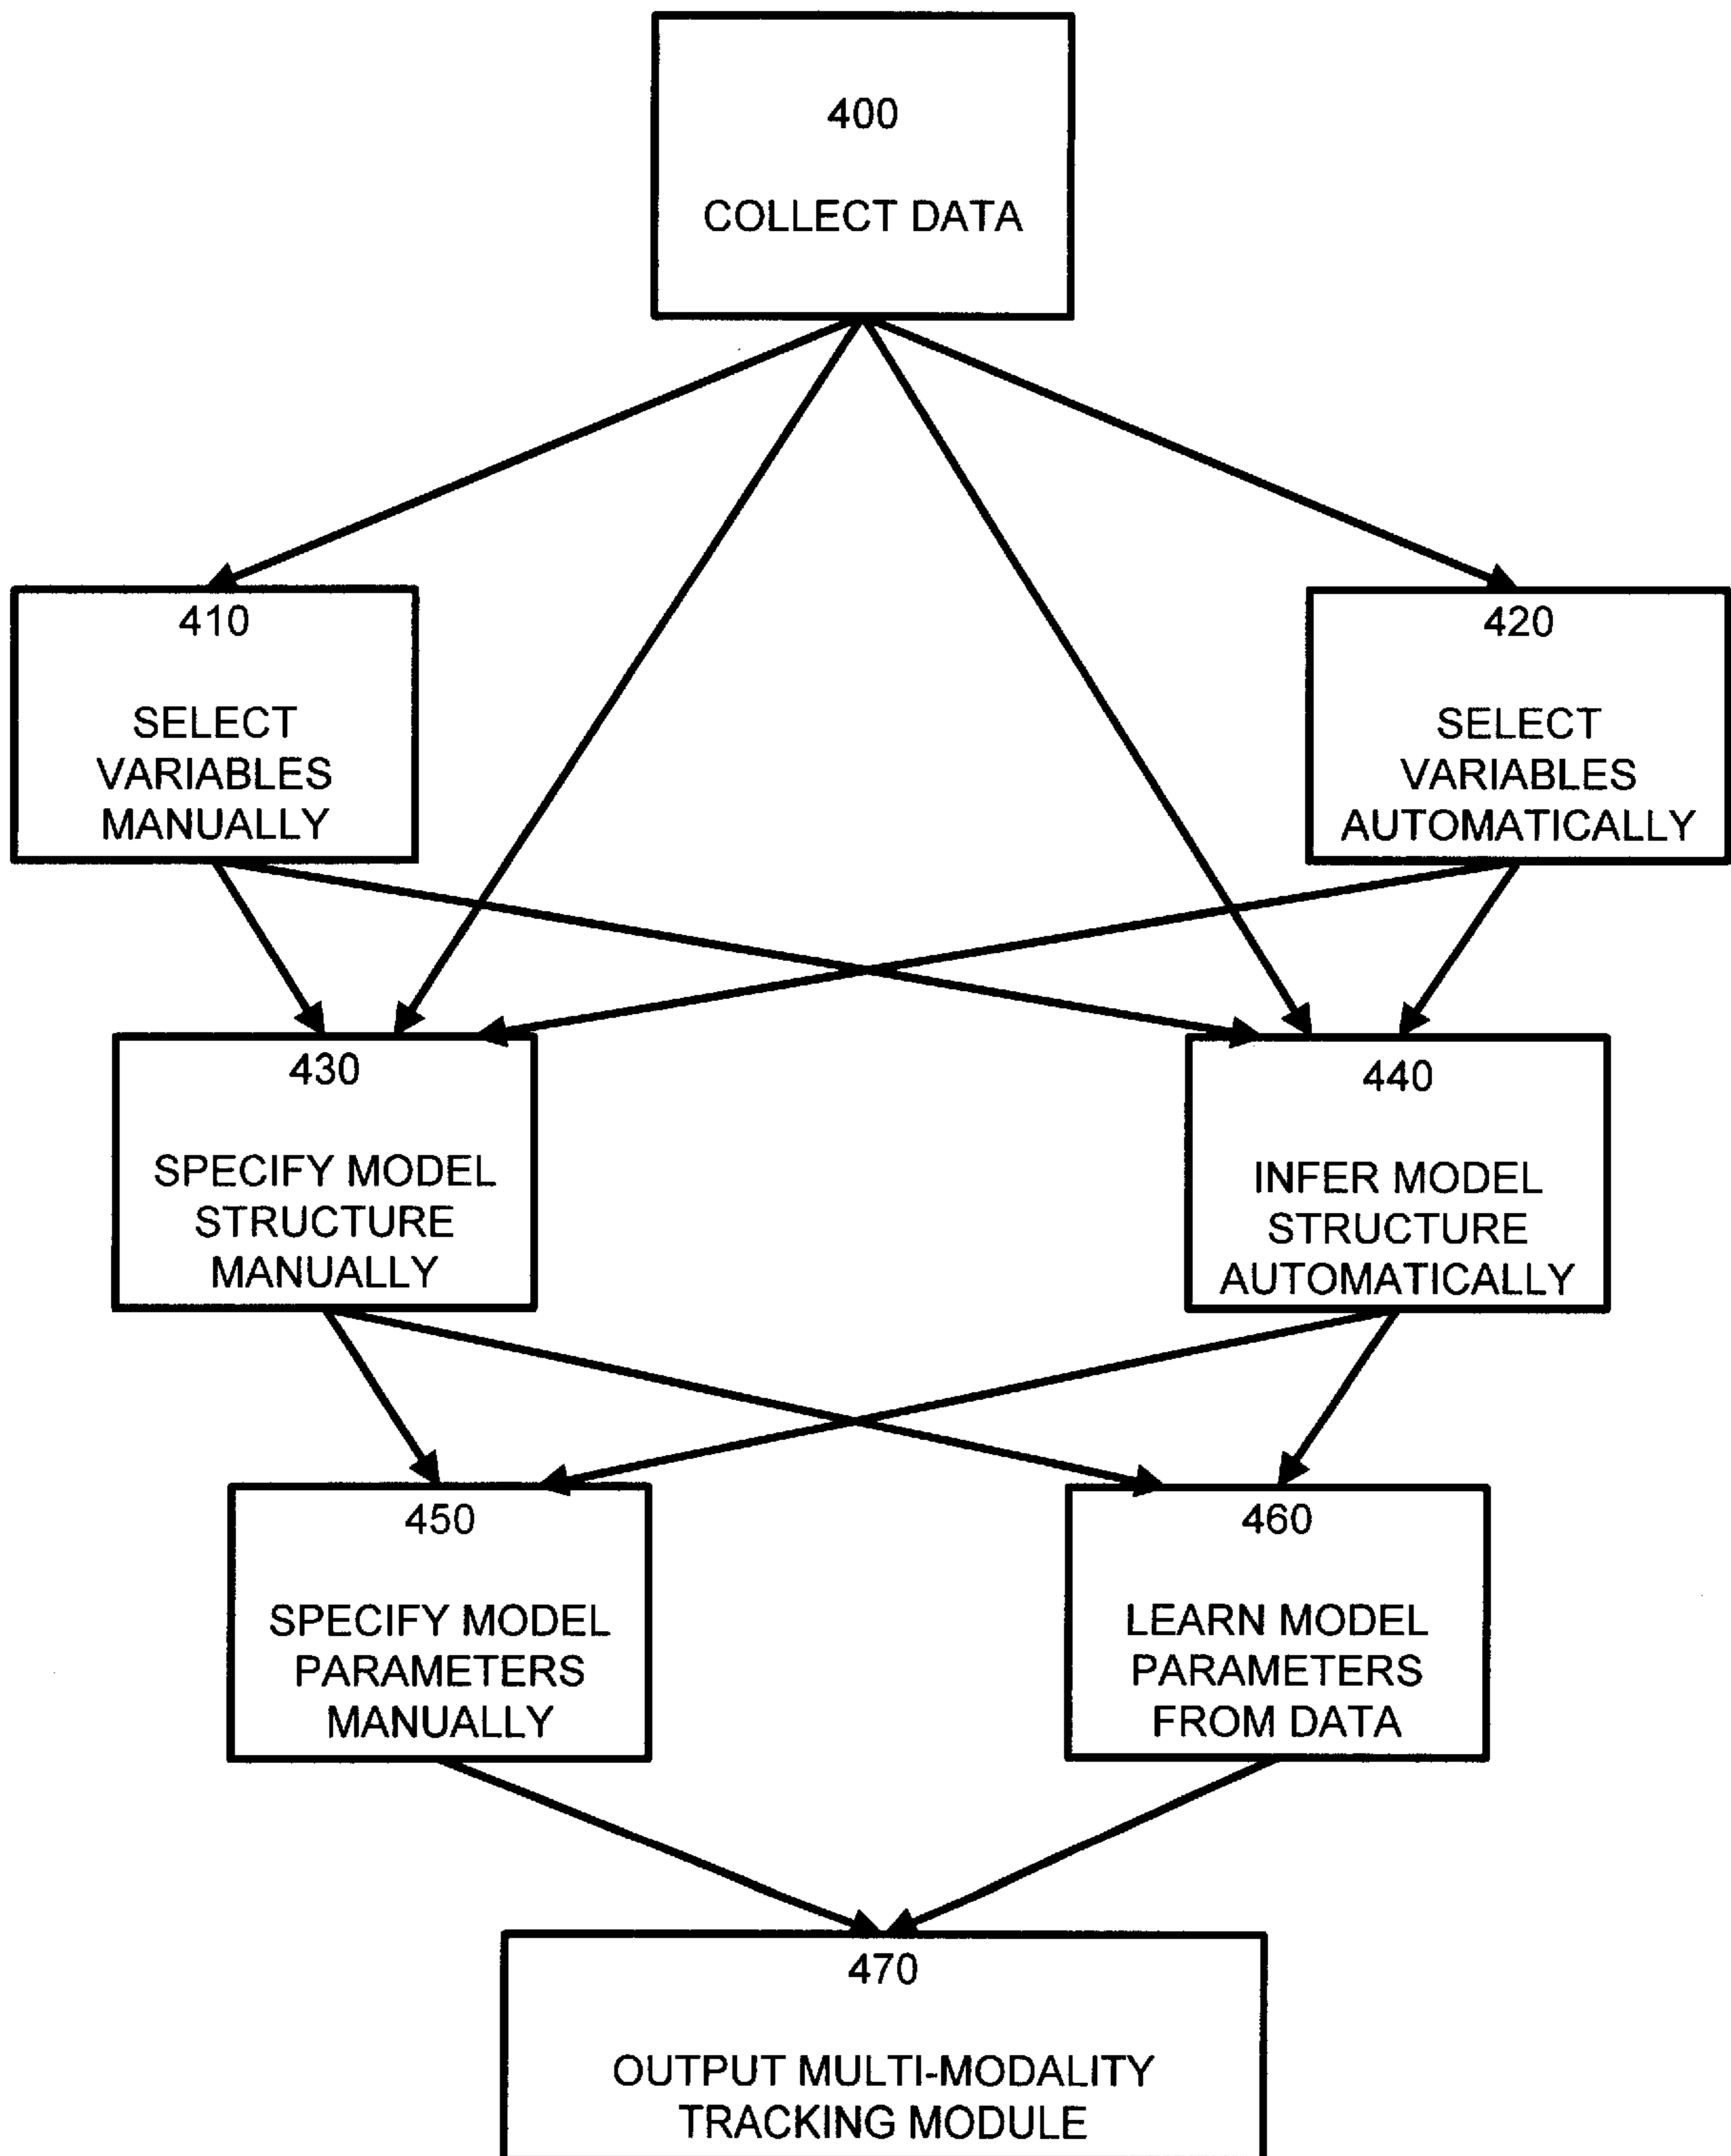 400
COLLECT DATA
410
SELECT
VARIABLES
MANUALLY
420
SELECT
VARIABLES
AUTOMATICALLY
430
SPECIFY MODEL
STRUCTURE
MANUALLY
440
INFER MODEL
STRUCTURE
AUTOMATICALLY
450
SPECIFY MODEL
PARAMETERS
MANUALLY
460
LEARN MODEL
PARAMETERS
FROM DATA
470
OUTPUT MULTI-MODALITY
TRACKING MODULE